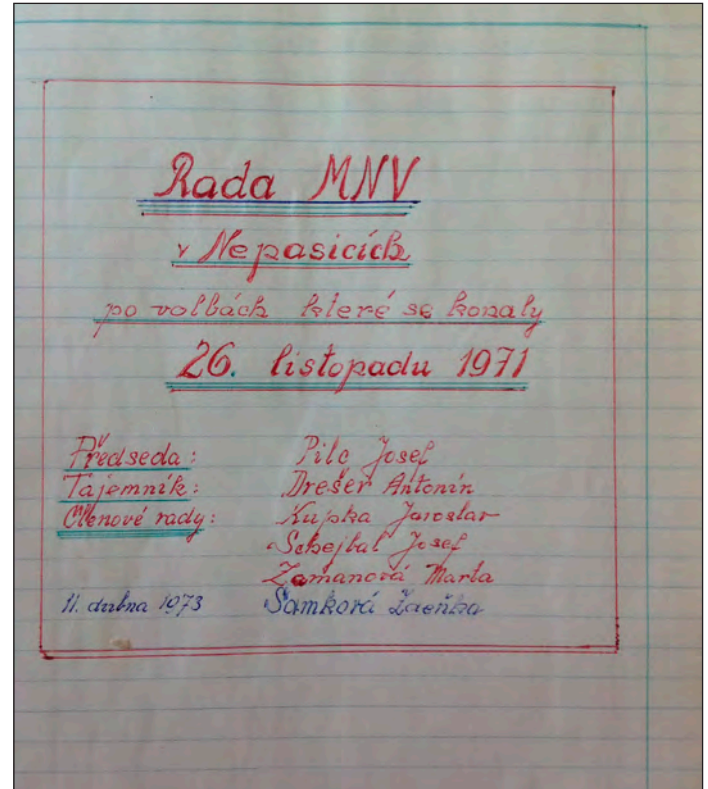 Rada MNV
v Nepasicích
po volbách které se konaly
26. listopadu 1971
Předseda: Pilc Josef
Tajemník: Drešer Antonín
Členové rady: Kupka Jaroslav
Schejbal Josef
Zamanová Marta
11. dubna 1973 Samková Zdeňka